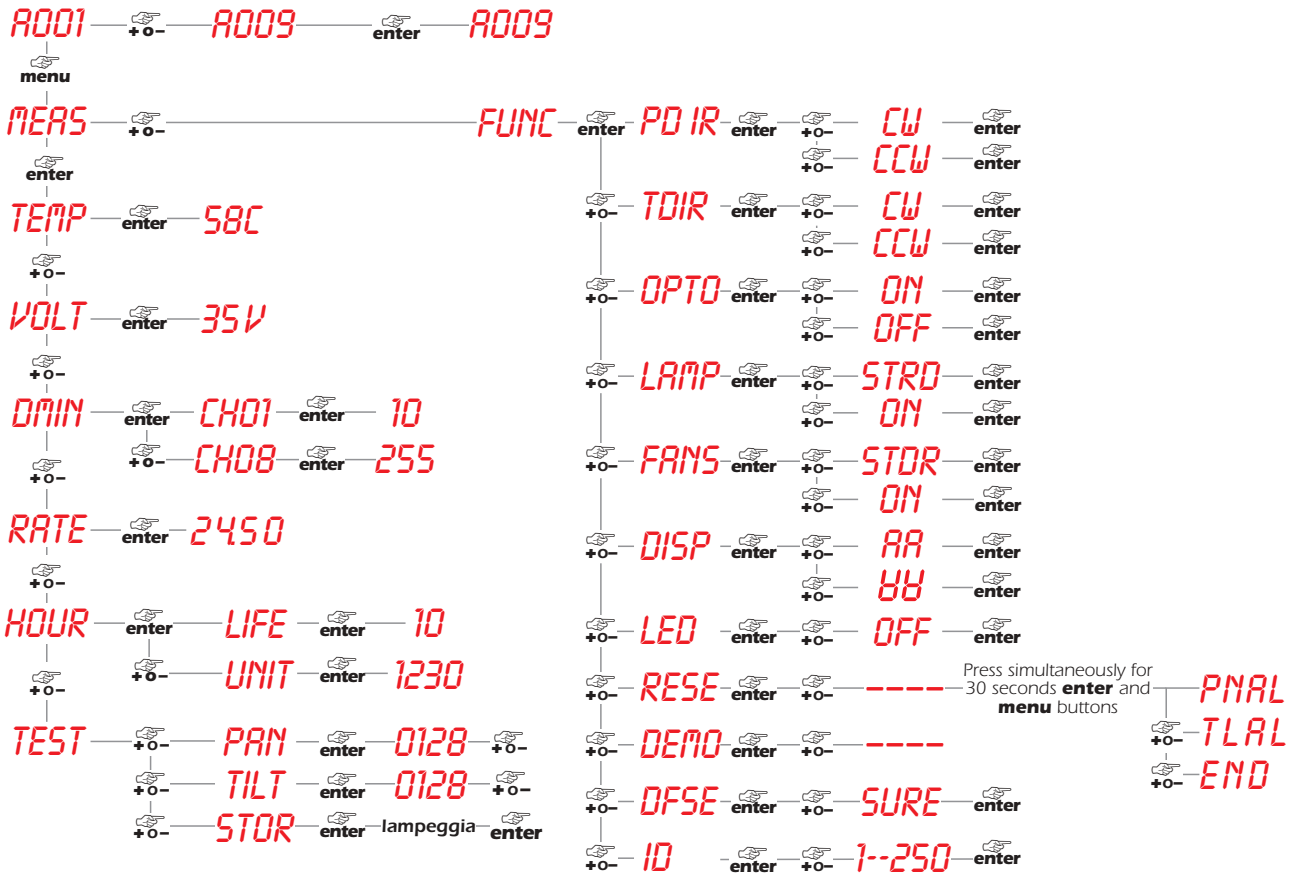 A001 +o- A009 enter A009
menu
MEAS +o- FUNC enter PDIR enter +o- CW enter
+o- CCW enter
enter
TEMP enter 58C
+o- TDIR enter +o- CW enter
+o- CCW enter
+o-
VOLT enter 35V
+o- OPTO enter +o- ON enter
+o- OFF enter
+o-
DMIN enter CH01 enter 10
+o- CH08 enter 255
+o- LAMP enter +o- STRD enter
+o- ON enter
+o-
RATE enter 24.50
+o- FANS enter +o- STDR enter
+o- ON enter
+o-
HOUR enter LIFE enter 10
+o- UNIT enter 1230
+o- DISP enter +o- AA enter
+o- enter
+o- LED enter +o- OFF enter
+o-
TEST +o- PAN enter 0128 +o-
+o- TILT enter 0128 +o-
+o- STOR enter lampeggia enter
+o- RESE enter +o- ----
Press simultaneously for
30 seconds enter and
menu buttons
PNAL
+o- TLAL
+o- END
+o- DEMO enter +o- ----
+o- DFSE enter +o- SURE enter
+o- ID enter +o- 1--250 enter